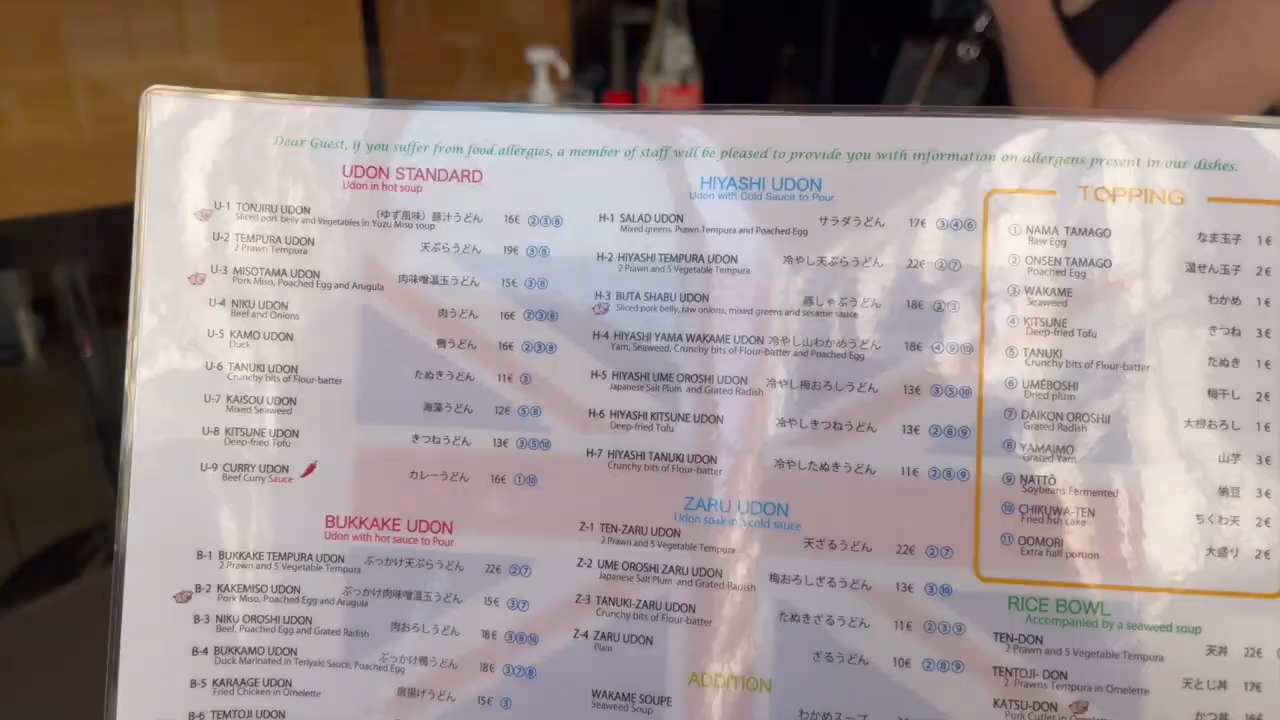 Dear Guest, if you suffer from food allergies, a member of staff will be pleased to provide you with information on allergens present in our dishes.
UDON STANDARD
Udon in hot soup
U-1 TONJIRU UDON (ゆず風味) 豚汁うどん 16€ ②③⑧
Sliced pork belly and Vegetables in Yuzu Miso soup
U-2 TEMPURA UDON 天ぷらうどん 19€ ③⑧
2 Prawn Tempura
U-3 MISOTAMA UDON 肉味噌温玉うどん 15€ ③⑧
Pork Miso, Poached Egg and Arugula
U-4 NIKU UDON 肉うどん 16€ ②③⑧
Beef and Onions
U-5 KAMO UDON 鴨うどん 16€ ②③⑧
Duck
U-6 TANUKI UDON たぬきうどん 11€ ③
Crunchy bits of Flour-batter
U-7 KAISOU UDON 海藻うどん 12€ ⑤⑧
Mixed Seaweed
U-8 KITSUNE UDON きつねうどん 13€ ③⑤⑩
Deep-fried Tofu
U-9 CURRY UDON カレーうどん 16€ ①⑩
Beef Curry Sauce
BUKKAKE UDON
Udon with hot sauce to Pour
B-1 BUKKAKE TEMPURA UDON ぶっかけ天ぷらうどん 22€ ②⑦
2 Prawn and 5 Vegetable Tempura
B-2 KAKEMISO UDON ぶっかけ肉味噌温玉うどん 15€ ③⑦
Pork Miso, Poached Egg and Arugula
B-3 NIKU OROSHI UDON 肉おろしうどん 18€ ③⑧⑩
Beef, Poached Egg and Grated Radish
B-4 BUKKAMO UDON ぶっかけ鴨うどん 18€ ③⑦⑧
Duck Marinated in Teriyaki Sauce, Poached Egg
B-5 KARAAGE UDON 唐揚げうどん 15€ ③
Fried Chicken in Omelette
B-6 TEMTOJI UDON
HIYASHI UDON
Udon with Cold Sauce to Pour
H-1 SALAD UDON サラダうどん 17€ ③④⑥
Mixed greens, Prawn Tempura and Poached Egg
H-2 HIYASHI TEMPURA UDON 冷やし天ぷらうどん 22€ ②⑦
2 Prawn and 5 Vegetable Tempura
H-3 BUTA SHABU UDON 豚しゃぶうどん 18€ ②③
Sliced pork belly, raw onions, mixed greens and sesame sauce
H-4 HIYASHI YAMA WAKAME UDON 冷やし山わかめうどん 18€ ④⑨⑩
Yam, Seaweed, Crunchy bits of Flour-batter and Poached Egg
H-5 HIYASHI UME OROSHI UDON 冷やし梅おろしうどん 13€ ③⑤⑩
Japanese Salt Plum and Grated Radish
H-6 HIYASHI KITSUNE UDON 冷やしきつねうどん 13€ ②⑧⑨
Deep-fried Tofu
H-7 HIYASHI TANUKI UDON 冷やしたぬきうどん 11€ ②⑧⑨
Crunchy bits of Flour-batter
ZARU UDON
Udon soak in a cold sauce
Z-1 TEN-ZARU UDON 天ざるうどん 22€ ②⑦
2 Prawn and 5 Vegetable Tempura
Z-2 UME OROSHI ZARU UDON 梅おろしざるうどん 13€ ③⑩
Japanese Salt Plum and Grated Radish
Z-3 TANUKI-ZARU UDON たぬきざるうどん 11€ ②③⑨
Crunchy bits of Flour-batter
Z-4 ZARU UDON ざるうどん 10€ ②⑧⑨
Plain
ADDITION
WAKAME SOUPE わかめスープ
Seaweed Soup
TOPPING
① NAMA TAMAGO なま玉子 1€
Raw Egg
② ONSEN TAMAGO 温せん玉子 2€
Poached Egg
③ WAKAME わかめ 1€
Seaweed
④ KITSUNE きつね 3€
Deep-fried Tofu
⑤ TANUKI たぬき 1€
Crunchy bits of Flour-batter
⑥ UMÉBOSHI 梅干し 2€
Dried plum
⑦ DAIKON OROSHII 大根おろし 1€
Grated Radish
⑧ YAMAIMO 山芋 3€
Grated Yam
⑨ NATTŌ 納豆 3€
Soybeans Fermented
⑩ CHIKUWA-TEN ちくわ天 2€
Fried fish cake
⑪ OOMORI 大盛り 2€
Extra half portion
RICE BOWL
Accompanied by a seaweed soup
TEN-DON 天丼 22€
2 Prawn and 5 Vegetable Tempura
TENTOJI- DON 天とじ丼 17€
2 Prawns Tempura in Omelette
KATSU-DON かつ丼 16€
Pork Cutlet in Omelette